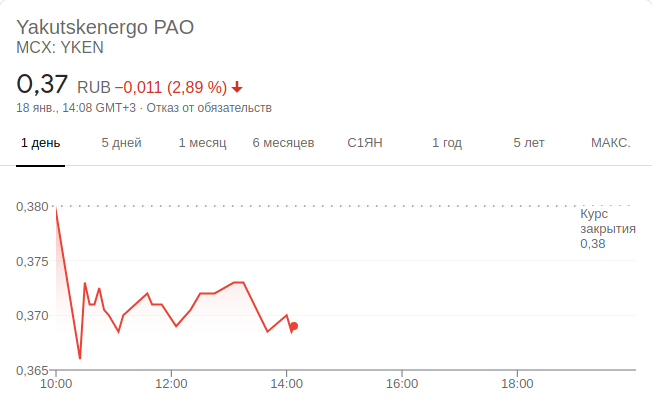 Yakutskenergo PAO
MCX: YKEN
0,37 RUB −0,011 (2,89 %)
18 янв., 14:08 GMT+3 · Отказ от обязательств
1 день 5 дней 1 месяц 6 месяцев С1ЯН 1 год 5 лет МАКС.
0,380
Курс
закрытия
0,38
0,375
0,370
0,365
10:00 12:00 14:00 16:00 18:00